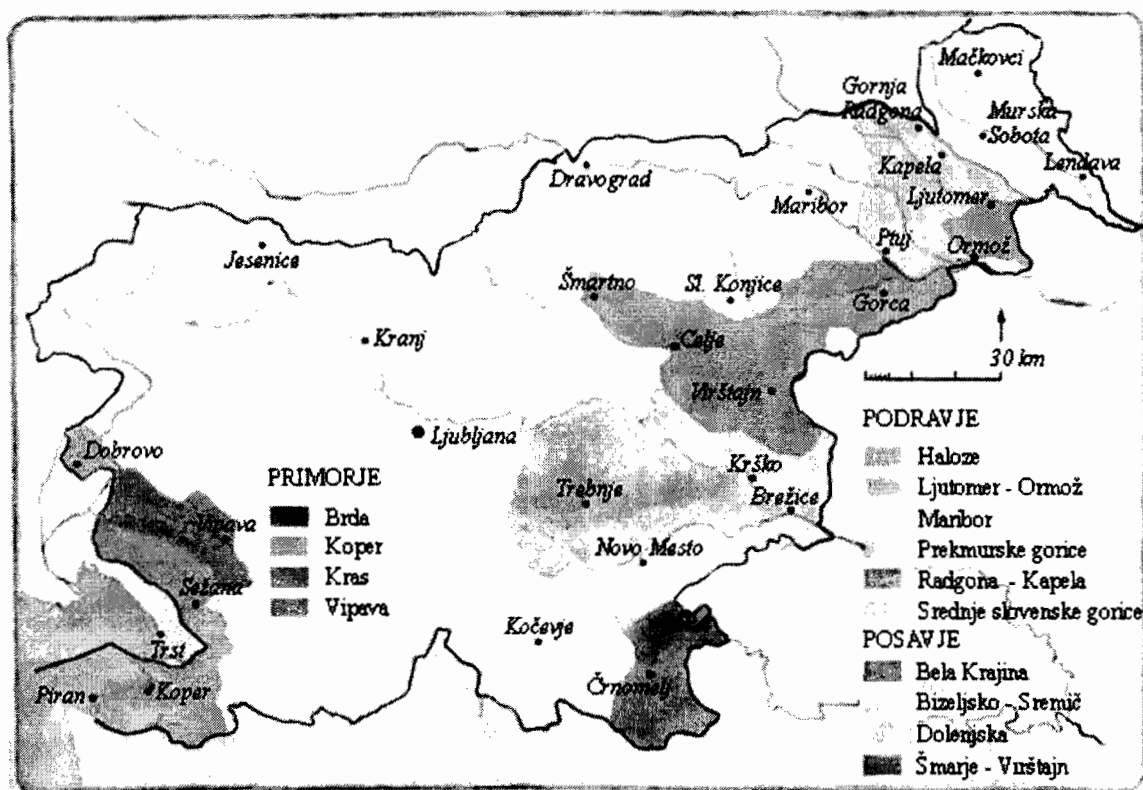 Mačkovci
Gornja
Radgona
Murska
Sobota
Kapela
Lendava
Dravograd
Maribor
Ljutomer
Ptuj
Ormož
Jesenice
Šmartno
Sl. Konjice
Gorca
Kranj
Celje
30 km
Virštajn
Ljubljana
Dobrovo
Krško
Trebnje
Brežice
Vipava
Novo Mesto
Sežana
Kočevje
Trst
Črnomelj
Piran
Koper
PRIMORJE
Brda
Koper
Kras
Vipava
PODRAVJE
Haloze
Ljutomer - Ormož
Maribor
Prekmurske gorice
Radgona - Kapela
Srednje slovenske gorice
POSAVJE
Bela Krajina
Bizeljsko - Sremič
Dolenjska
Šmarje - Virštajn